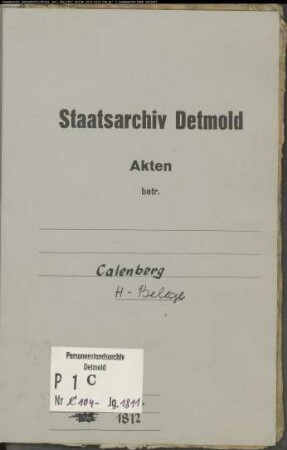 Staatsarchiv Detmold
Akten
betr.
Calenberg
H - Belege
Personenstandsarchiv
Detmold
P 1 C
Nr 104 Jg. 1811-
1812